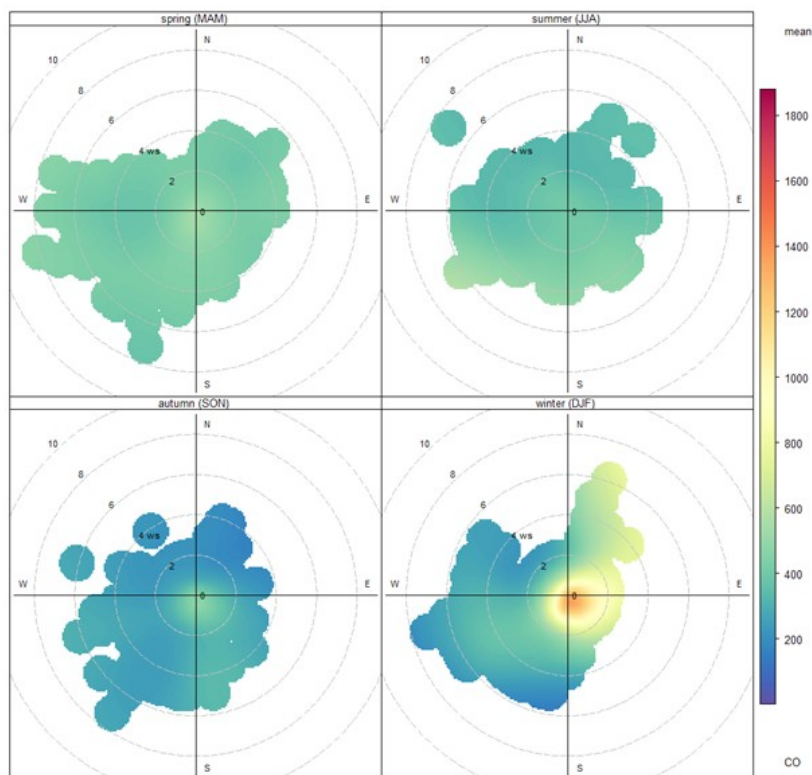 spring (MAM)
summer (JJA)
mean
N
10
8
6
4 ws
2
W
E
0
S
N
10
8
6
4 ws
2
W
E
0
S
autumn (SON)
winter (DJF)
N
10
8
6
4 ws
2
W
E
0
S
N
10
8
6
4 ws
2
W
E
0
S
1800
1600
1400
1200
1000
800
600
400
200
CO